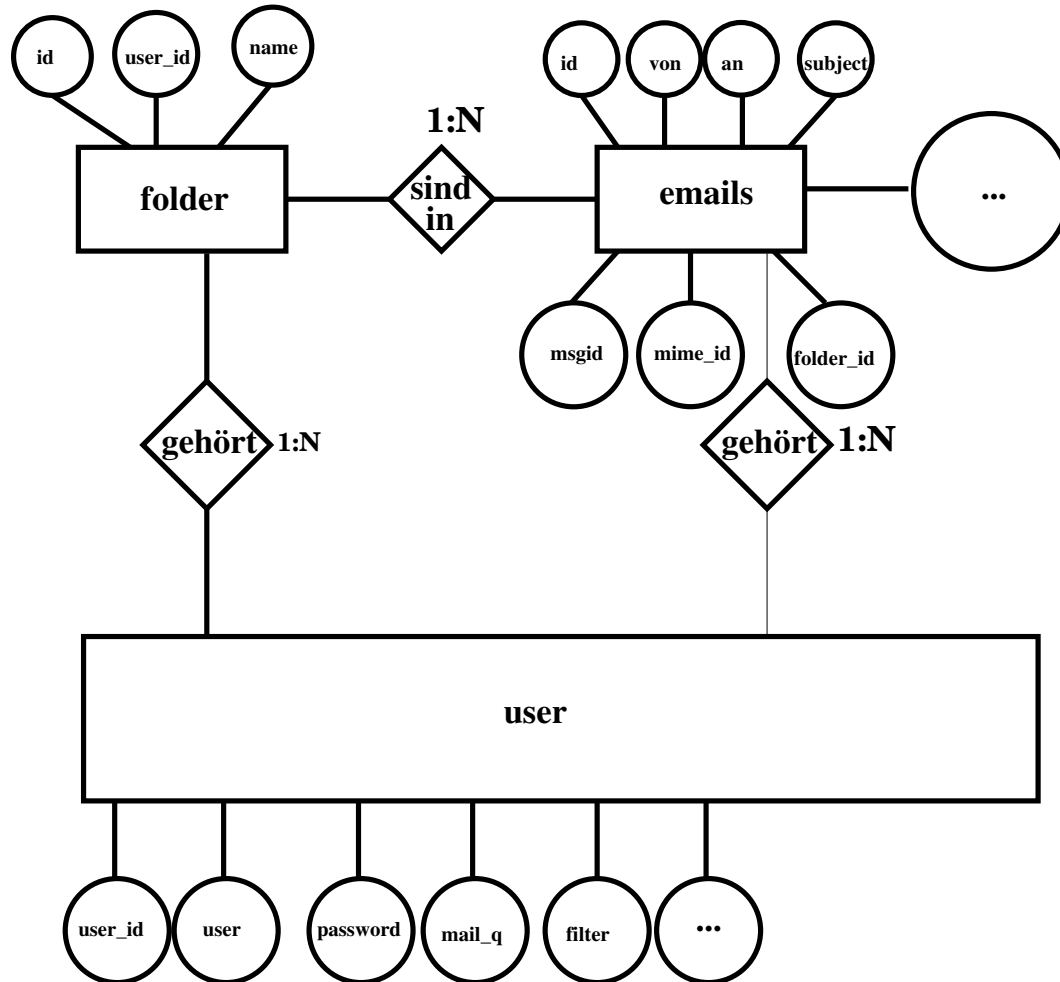 id
user_id
name
id
von
an
subject
1:N
folder
sind
in
emails
...
msgid
mime_id
folder_id
gehört
1:N
gehört
1:N
user
user_id
user
password
mail_q
filter
...